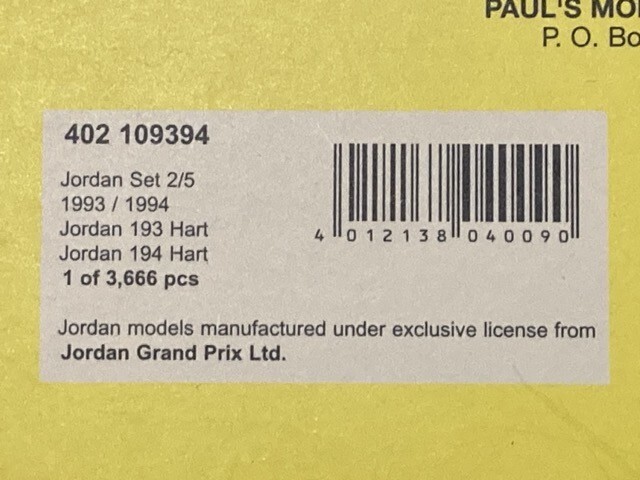 PAUL'S MO
P. O. Bo
402 109394
Jordan Set 2/5
1993 / 1994
Jordan 193 Hart
Jordan 194 Hart
1 of 3,666 pcs
4 012138 040090
Jordan models manufactured under exclusive license from
Jordan Grand Prix Ltd.